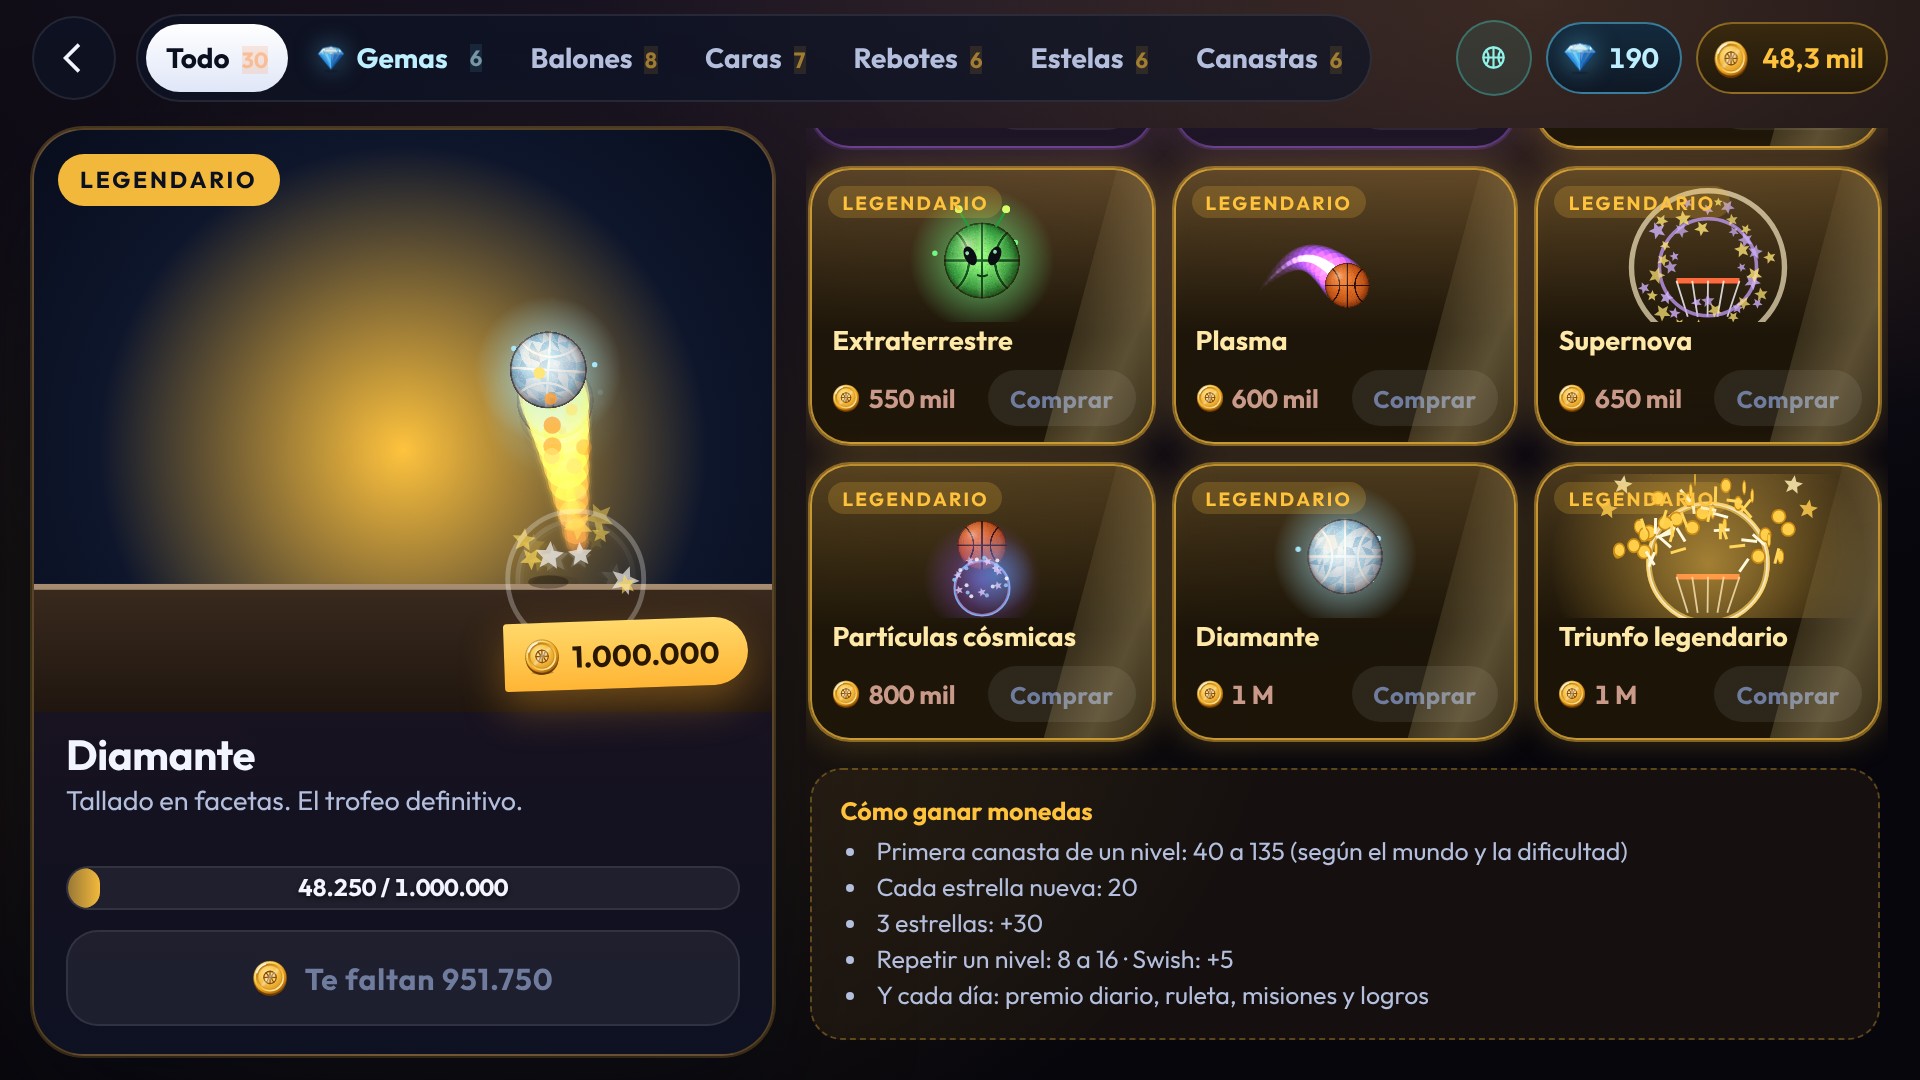 Todo 30
Gemas 6
Balones 8
Caras 7
Rebotes 6
Estelas 6
Canastas 6
190
48,3 mil
LEGENDARIO
1.000.000
Diamante
Tallado en facetas. El trofeo definitivo.
48.250 / 1.000.000
Te faltan 951.750
LEGENDARIO
Extraterrestre
550 mil
Comprar
LEGENDARIO
Plasma
600 mil
Comprar
LEGENDARIO
Supernova
650 mil
Comprar
LEGENDARIO
Partículas cósmicas
800 mil
Comprar
LEGENDARIO
Diamante
1 M
Comprar
LEGENDARIO
Triunfo legendario
1 M
Comprar
Cómo ganar monedas
• Primera canasta de un nivel: 40 a 135 (según el mundo y la dificultad)
• Cada estrella nueva: 20
• 3 estrellas: +30
• Repetir un nivel: 8 a 16 · Swish: +5
• Y cada día: premio diario, ruleta, misiones y logros